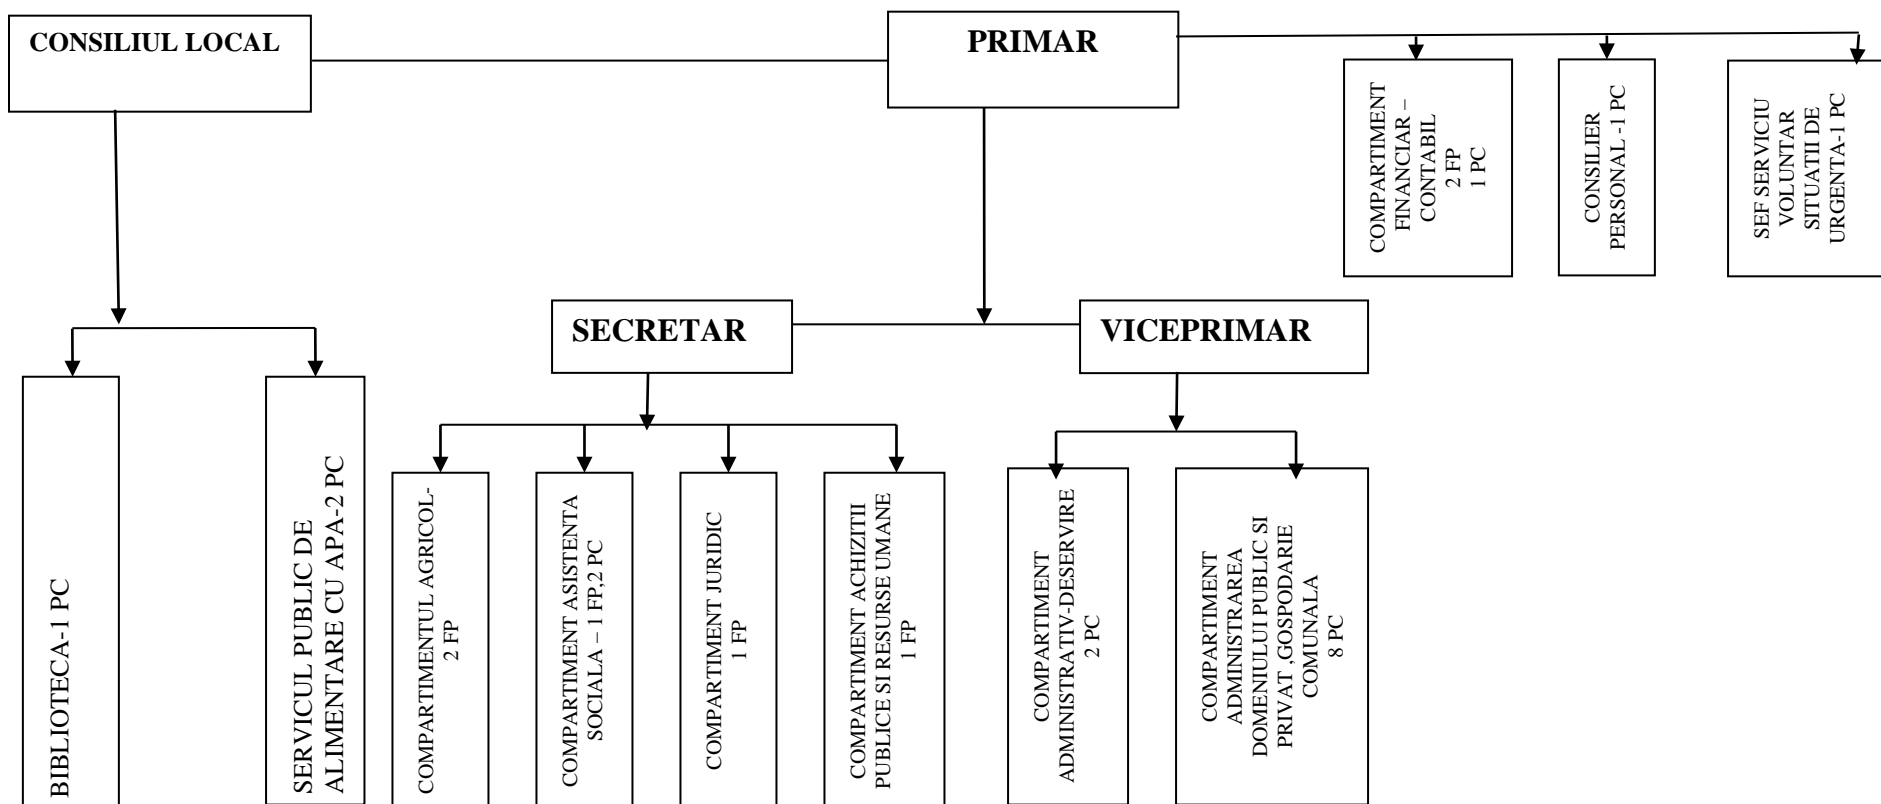 CONSILIUL LOCAL
PRIMAR
COMPARTIMENT
FINANCIAR –
CONTABIL
2 FP
1 PC
CONSILIER
PERSONAL -1 PC
SEF SERVICIU
VOLUNTAR
SITUATII DE
URGENTA-1 PC
SECRETAR
VICEPRIMAR
BIBLIOTECA-1 PC
SERVICUL PUBLIC DE
ALIMENTARE CU APA-2 PC
COMPARTIMENTUL AGRICOL-
2 FP
COMPARTIMENT ASISTENTA
SOCIALA – 1 FP,2 PC
COMPARTIMENT JURIDIC
1 FP
COMPARTIMENT ACHIZITII
PUBLICE SI RESURSE UMANE
1 FP
COMPARTIMENT
ADMINISTRATIV-DESERVIRE
2 PC
COMPARTIMENT
ADMINISTRAREA
DOMENIULUI PUBLIC SI
PRIVAT ,GOSPODARIE
COMUNALA
8 PC